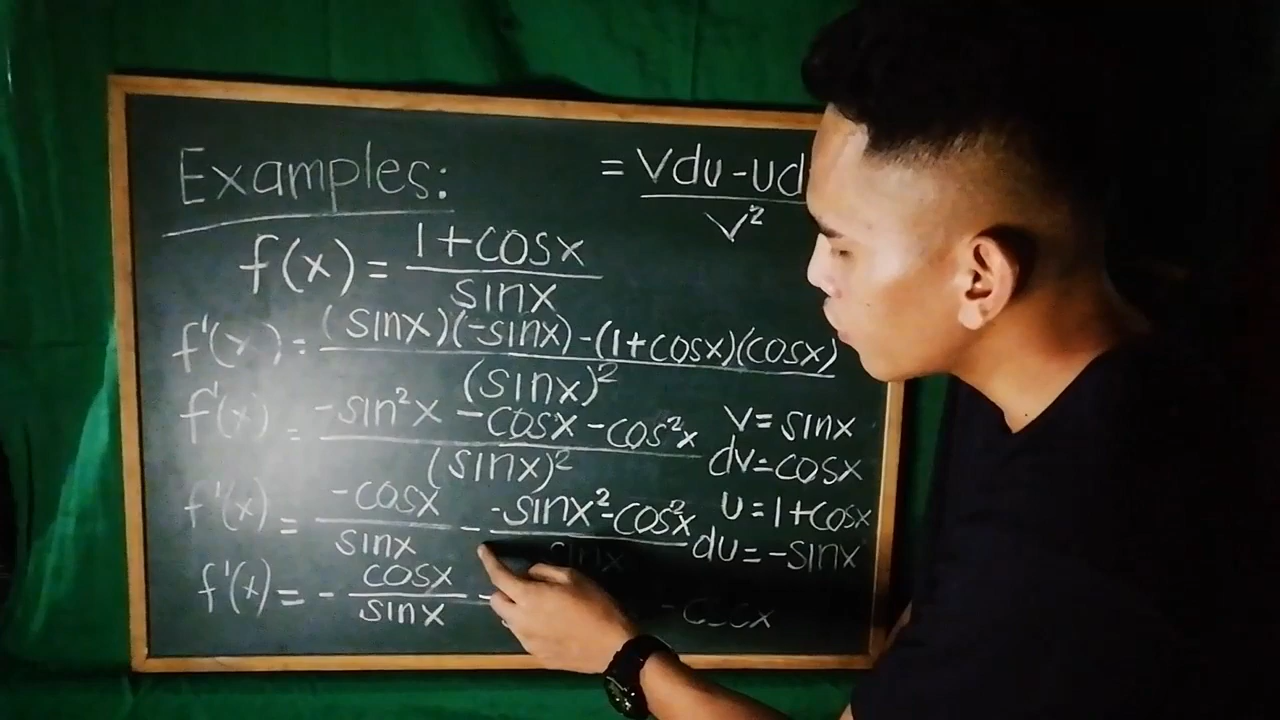 Examples:
= Vdu - ud
V²
f(x) = 1+cosx
sinx
f'(x) = (sinx)(-sinx) - (1+cosx)(cosx)
(sinx)²
f'(x) = -sin²x - cosx - cos²x
(sinx)²
V = sinx
dv = cosx
u = 1+cosx
du = -sinx
f'(x) = -cosx - -sinx² - cos²x
sinx sinx
f'(x) = - cosx -
sinx